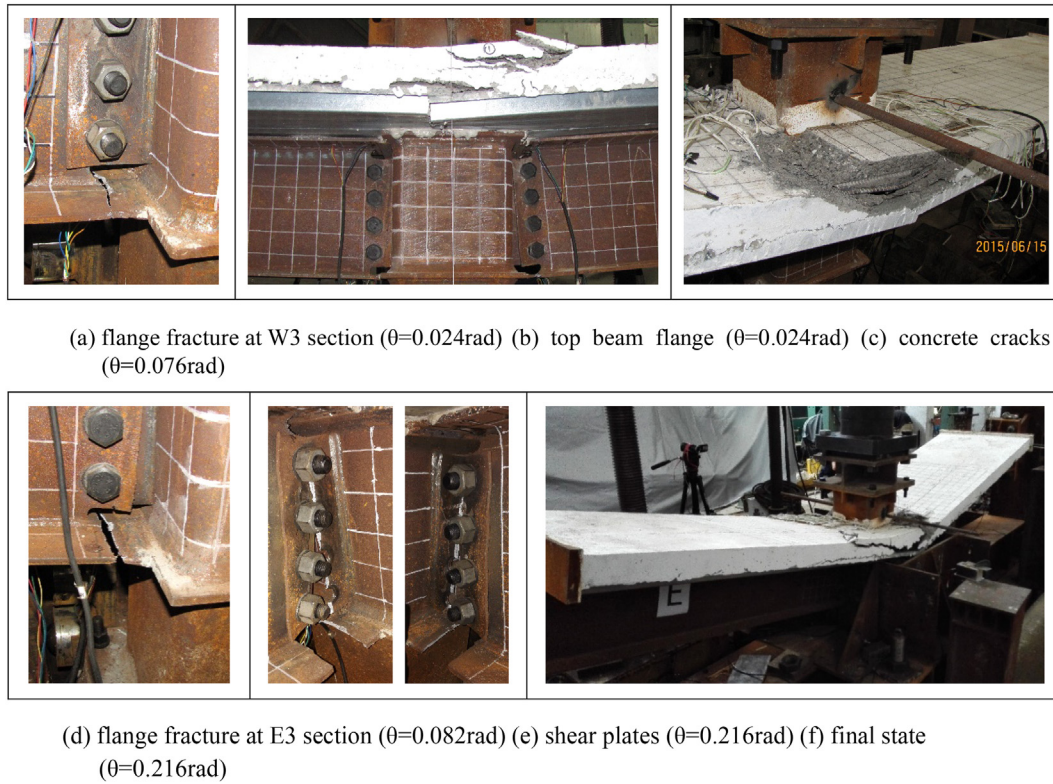 ①
2015/06/15
(a) flange fracture at W3 section (θ=0.024rad) (b) top beam flange (θ=0.024rad) (c) concrete cracks
(θ=0.076rad)
E
(d) flange fracture at E3 section (θ=0.082rad) (e) shear plates (θ=0.216rad) (f) final state
(θ=0.216rad)